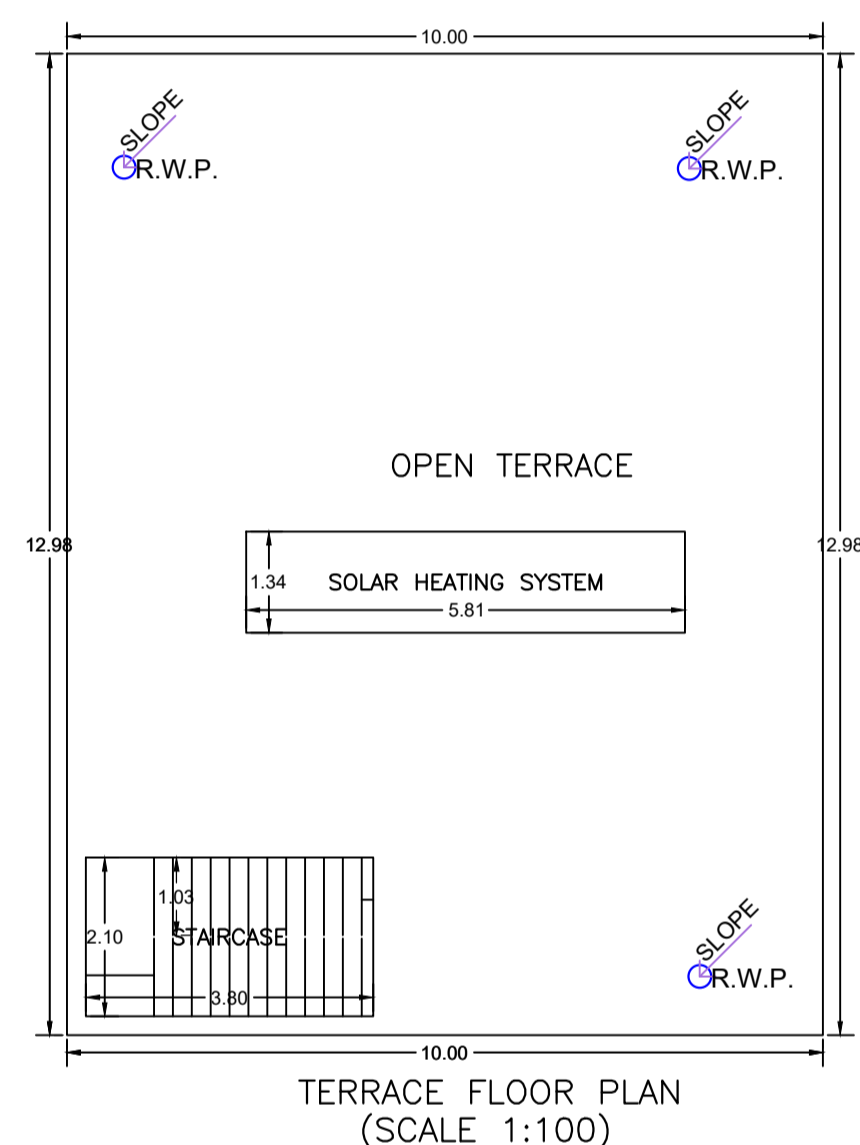 10.00
SLOPE
R.W.P.
SLOPE
R.W.P.
OPEN TERRACE
12.98
12.98
1.34
SOLAR HEATING SYSTEM
5.81
1.03
2.10
STAIRCASE
3.80
SLOPE
R.W.P.
10.00
TERRACE FLOOR PLAN
(SCALE 1:100)